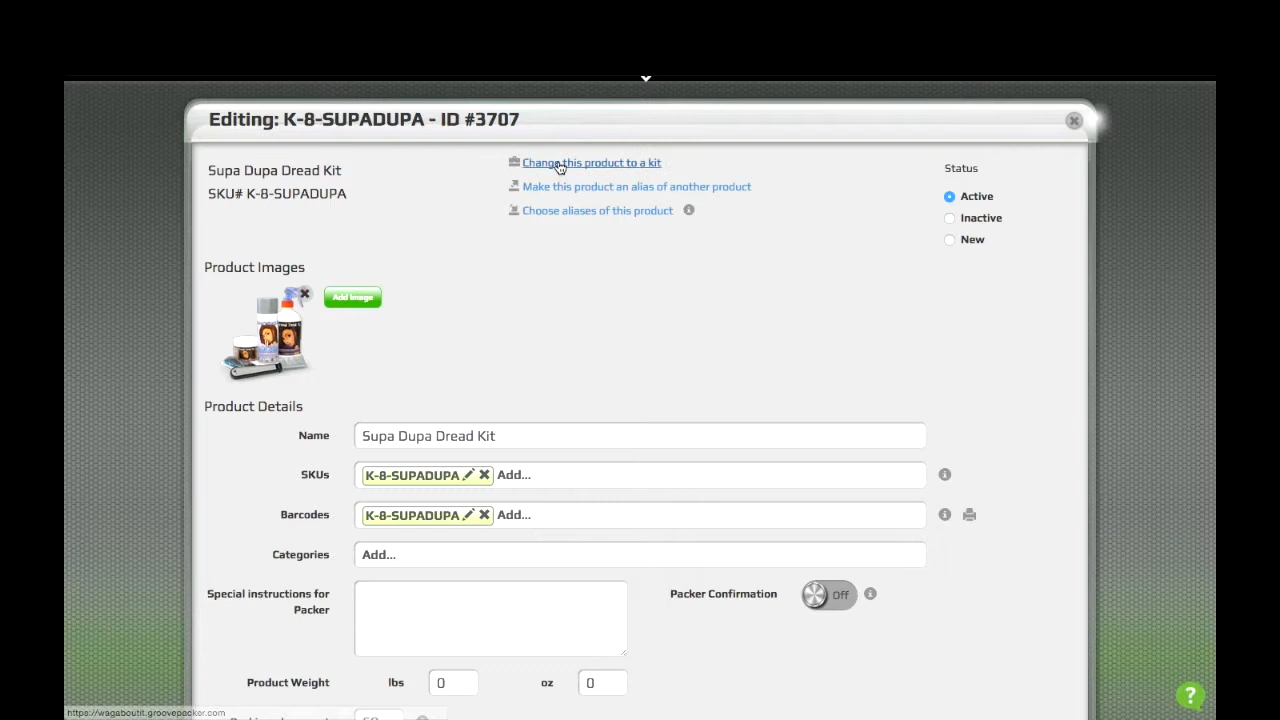 Editing: K-8-SUPADUPA - ID #3707
Supa Dupa Dread Kit
SKU# K-8-SUPADUPA
Change this product to a kit
Make this product an alias of another product
Choose aliases of this product
Status
Active
Inactive
New
Product Images
Add Image
Product Details
Name
Supa Dupa Dread Kit
SKUs
K-8-SUPADUPA Add...
Barcodes
K-8-SUPADUPA Add...
Categories
Add...
Special instructions for
Packer
Packer Confirmation
Off
Product Weight
lbs
0
oz
0
https://wagaboutit.groovepacker.com